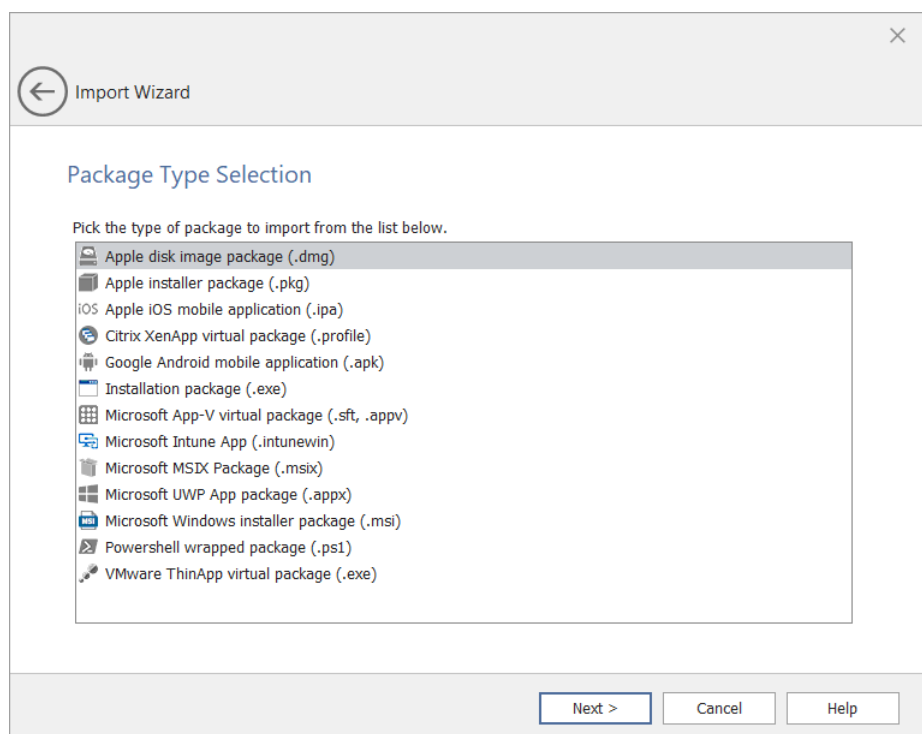 Import Wizard
Package Type Selection
Pick the type of package to import from the list below.
Apple disk image package (.dmg)
Apple installer package (.pkg)
iOS Apple iOS mobile application (.ipa)
Citrix XenApp virtual package (.profile)
Google Android mobile application (.apk)
Installation package (.exe)
Microsoft App-V virtual package (.sft, .appv)
Microsoft Intune App (.intunewin)
Microsoft MSIX Package (.msix)
Microsoft UWP App package (.appx)
MSI Microsoft Windows installer package (.msi)
Powershell wrapped package (.ps1)
VMware ThinApp virtual package (.exe)
Next > Cancel Help